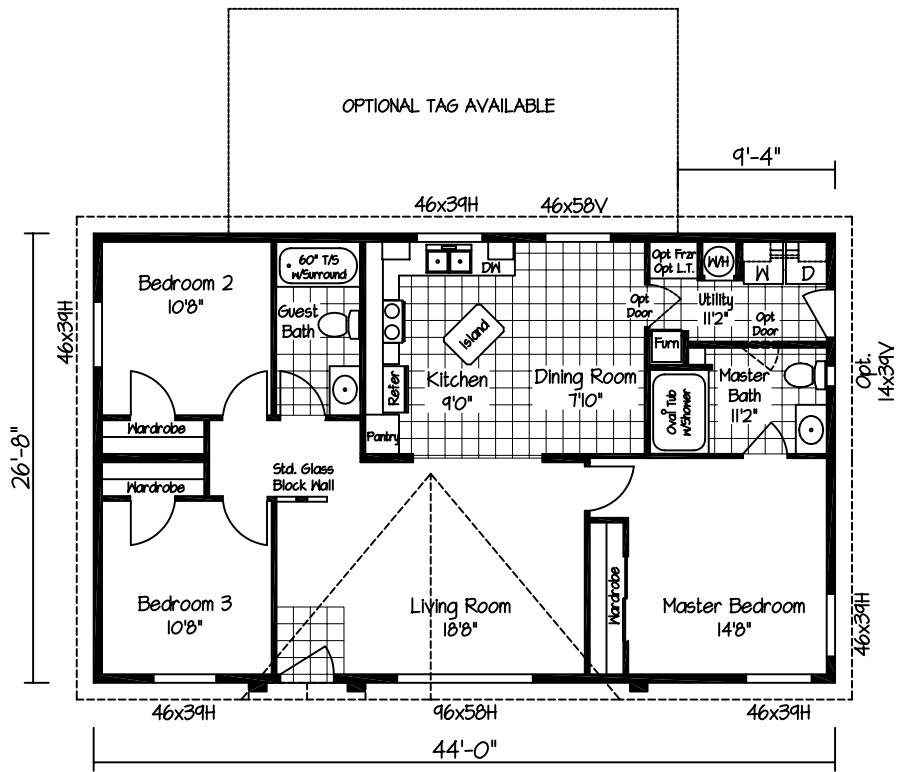 OPTIONAL TAG AVAILABLE
9'-4"
46x39H
46x58V
60" T/S
w/Surround
DW
Opt Frzr
Opt L.T.
W/H
W
D
Bedroom 2
10'8"
Guest
Bath
Island
Opt
Door
Utility
11'2"
Opt
Door
46x39H
Furn
Opt.
14x39V
Refer
Kitchen
9'0"
Dining Room
7'10"
Oval Tub
w/Shower
Master
Bath
11'2"
Wardrobe
Pantry
26'-8"
Std. Glass
Block Wall
Wardrobe
Bedroom 3
10'8"
Living Room
18'8"
Wardrobe
Master Bedroom
14'8"
46x39H
46x39H
96x58H
46x39H
44'-0"